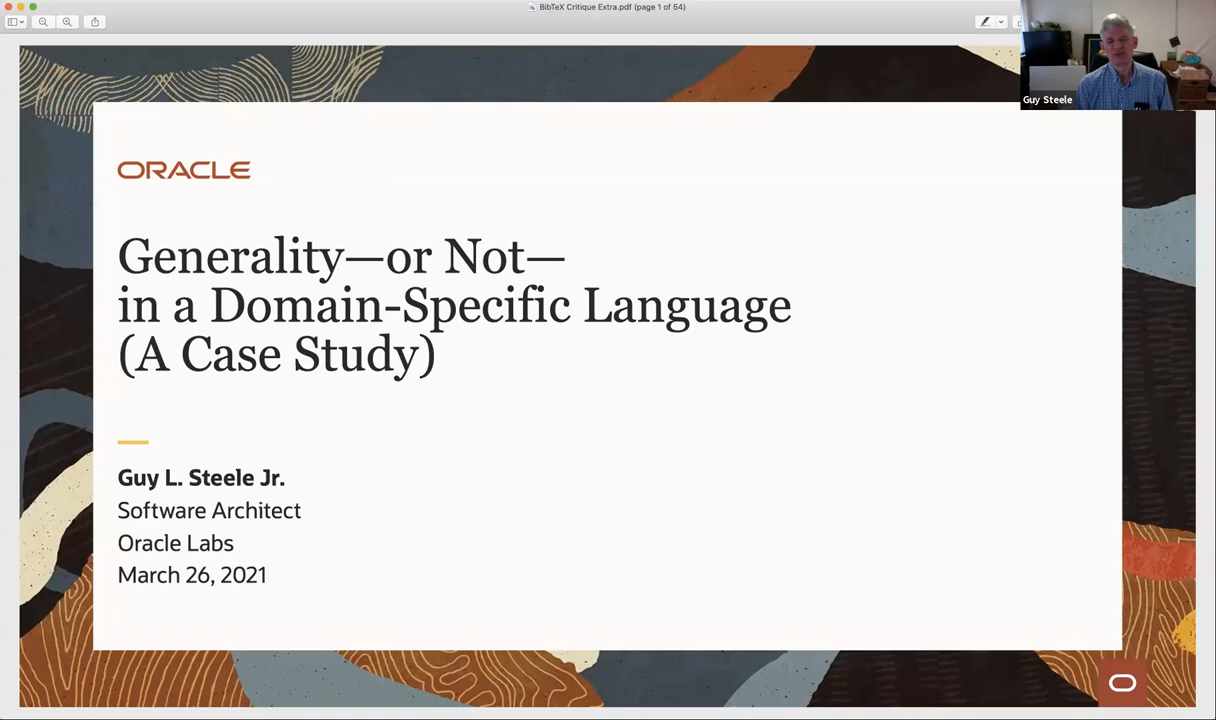 BibTeX Critique Extra.pdf (page 1 of 54)
Guy Steele
ORACLE
Generality—or Not—
in a Domain-Specific Language
(A Case Study)
Guy L. Steele Jr.
Software Architect
Oracle Labs
March 26, 2021